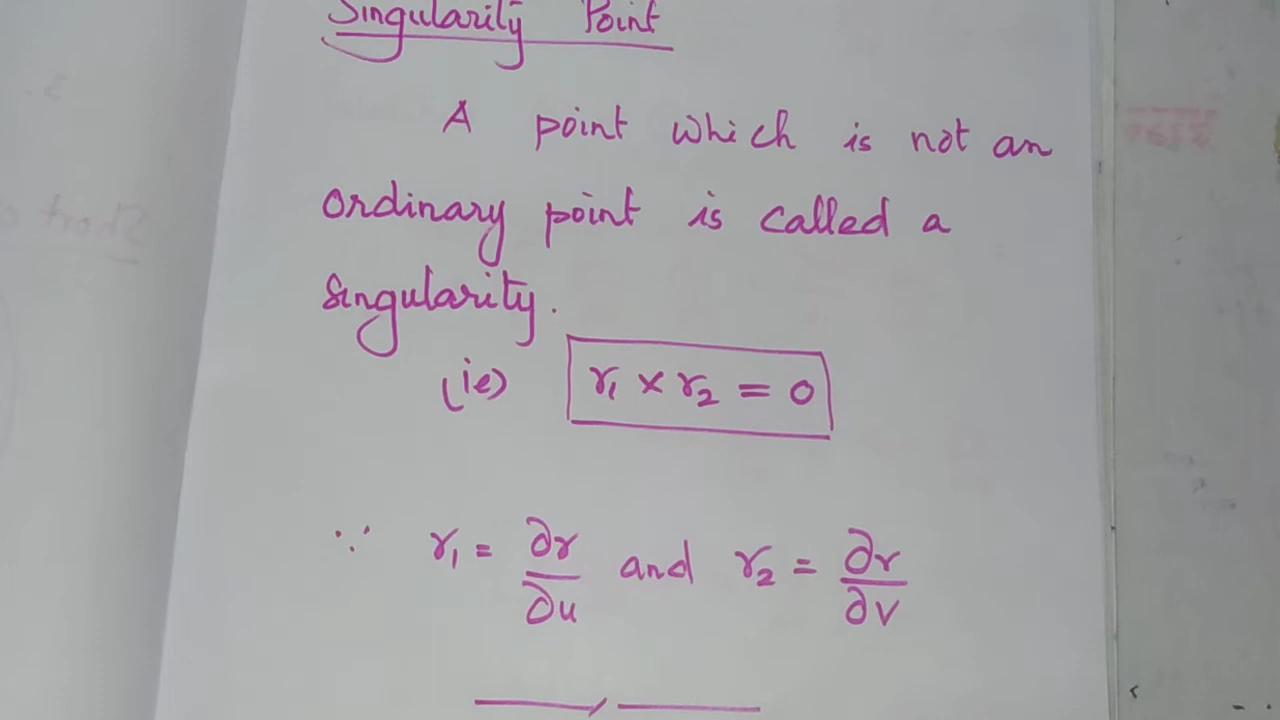 Singularity Point
A point which is not an
ordinary point is called a
singularity.
(ie) r₁ × r₂ = 0
∵ r₁ = ∂r/∂u and r₂ = ∂r/∂v